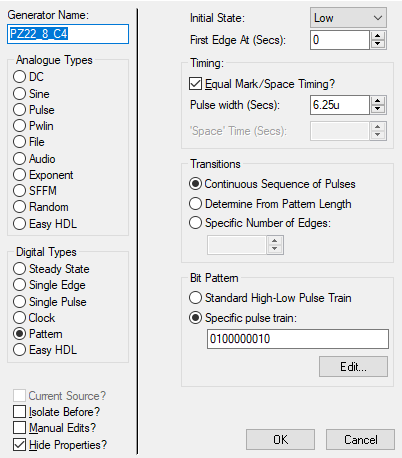 Generator Name:
PZ22_8_C4
Analogue Types
DC
Sine
Pulse
Pwlin
File
Audio
Exponent
SFFM
Random
Easy HDL
Digital Types
Steady State
Single Edge
Single Pulse
Clock
Pattern
Easy HDL
Current Source?
Isolate Before?
Manual Edits?
Hide Properties?
Initial State: Low
First Edge At (Secs): 0
Timing:
Equal Mark/Space Timing?
Pulse width (Secs): 6.25u
'Space' Time (Secs):
Transitions
Continuous Sequence of Pulses
Determine From Pattern Length
Specific Number of Edges:
Bit Pattern
Standard High-Low Pulse Train
Specific pulse train:
0100000010
Edit...
OK Cancel